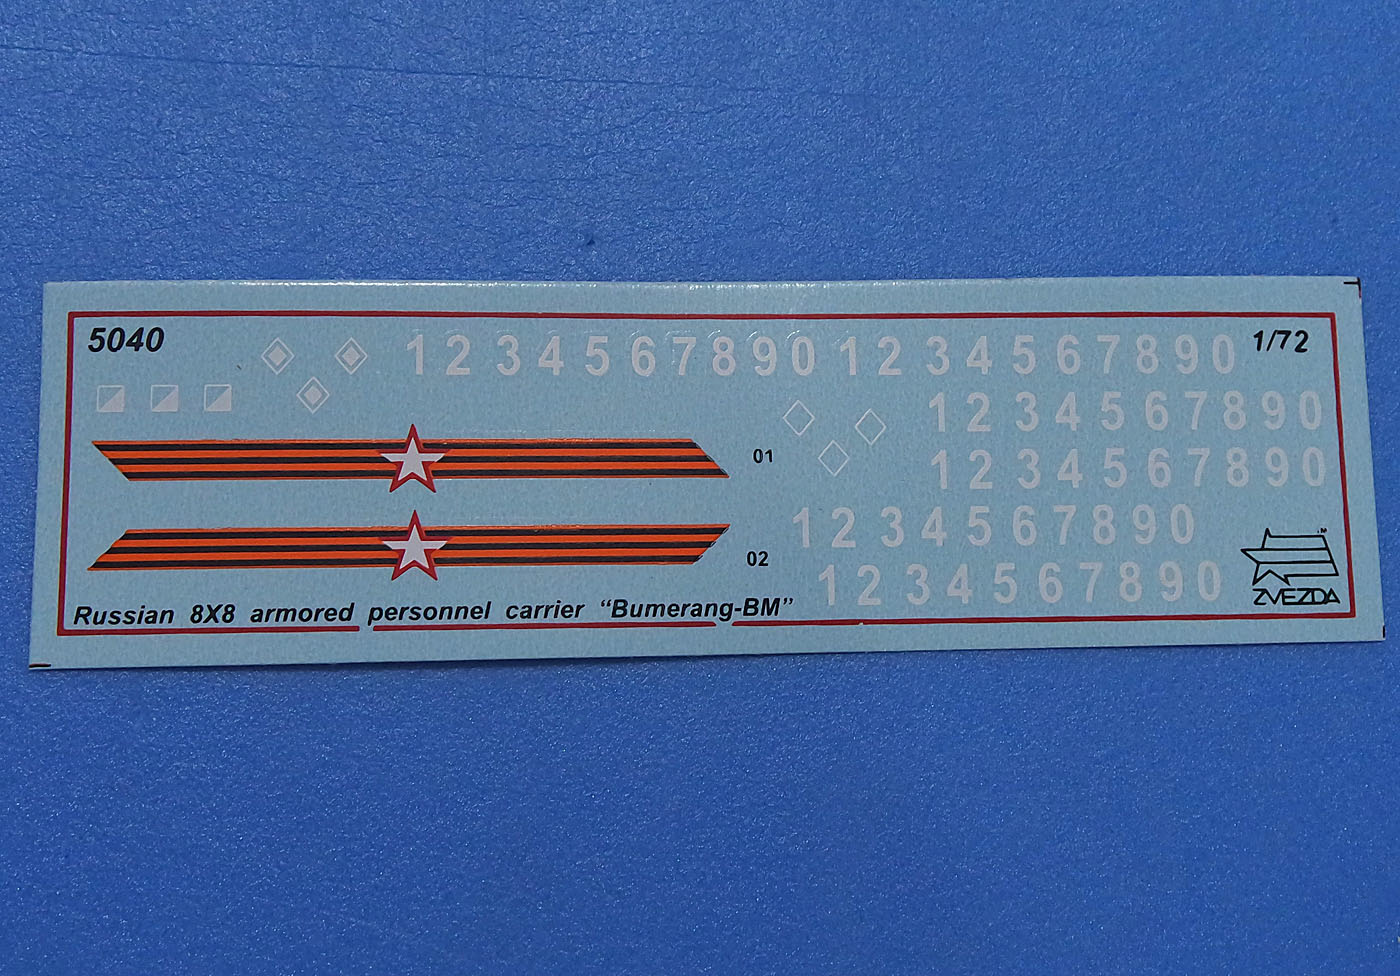 5040
1 2 3 4 5 6 7 8 9 0 1 2 3 4 5 6 7 8 9 0
1/72
1 2 3 4 5 6 7 8 9 0
01
1 2 3 4 5 6 7 8 9 0
1 2 3 4 5 6 7 8 9 0
02
1 2 3 4 5 6 7 8 9 0
Russian 8X8 armored personnel carrier “Bumerang-BM”
ZVEZDA